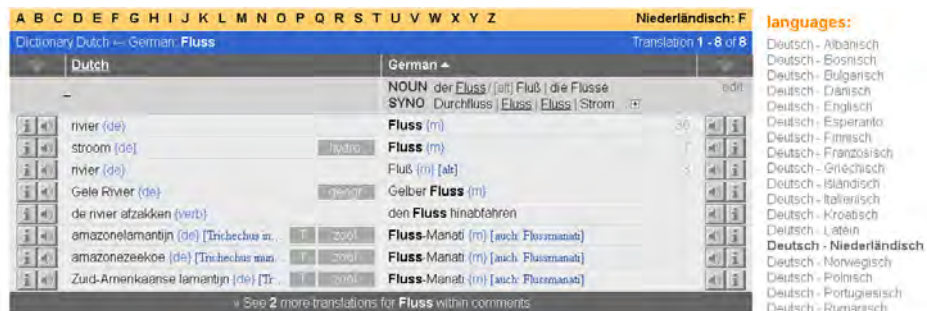 A B C D E F G H I J K L M N O P Q R S T U V W X Y Z Niederländisch: F
Dictionary Dutch ← German: Fluss Translation 1 - 8 of 8
Dutch German
– NOUN der Fluss / [alt] Fluß | die Flüsse edit
SYNO Durchfluss | Fluss | Fluss | Strom
rivier {de} Fluss {m} 30
stroom {de} hydro. Fluss {m} 7
rivier {de} Fluß {m} [alt] 3
Gele Rivier {de} geogr. Gelber Fluss {m}
de rivier afzakken {verb} den Fluss hinabfahren
amazonelamantijn {de} [Trichechus in... T zool. Fluss-Manati {m} [auch: Flussmanati]
amazonezeekoe {de} [Trichechus inun... T zool. Fluss-Manati {m} [auch: Flussmanati]
Zuid-Amerikaanse lamantijn {de} [Tr... T zool. Fluss-Manati {m} [auch: Flussmanati]
» See 2 more translations for Fluss within comments
languages:
Deutsch - Albanisch
Deutsch - Bosnisch
Deutsch - Bulgarisch
Deutsch - Dänisch
Deutsch - Englisch
Deutsch - Esperanto
Deutsch - Finnisch
Deutsch - Französisch
Deutsch - Griechisch
Deutsch - Isländisch
Deutsch - Italienisch
Deutsch - Kroatisch
Deutsch - Latein
Deutsch - Niederländisch
Deutsch - Norwegisch
Deutsch - Polnisch
Deutsch - Portugiesisch
Deutsch - Rumänisch